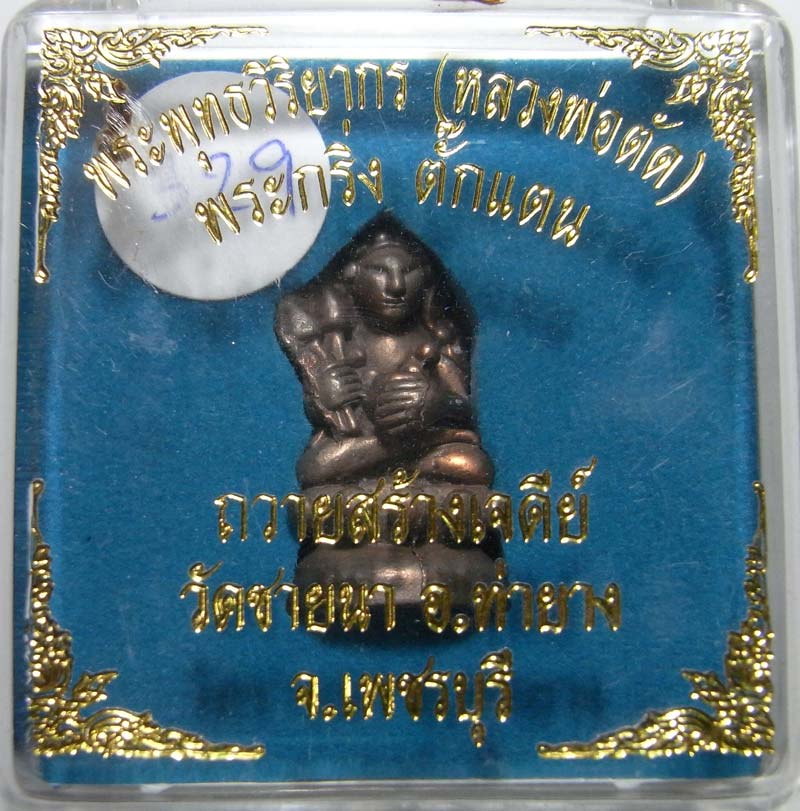 พระพุทธวิริยากร (หลวงพ่อตัด)
พระกริ่ง ตั๊กแตน
ถวายสร้างเจดีย์
วัดชายนา อ.ท่ายาง
จ.เพชรบุรี